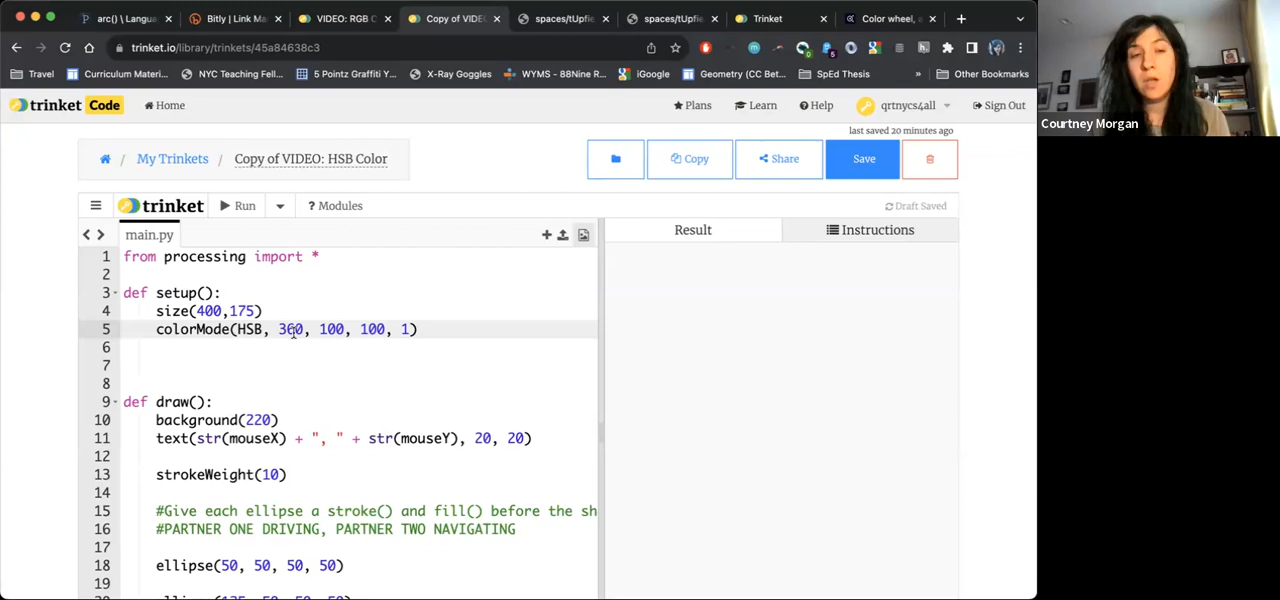 arc() \ Langua
Bitly | Link Ma
VIDEO: RGB C
Copy of VIDEO
spaces/tUpfie
spaces/tUpfie
Trinket
Color wheel, a
trinket.io/library/trinkets/45a84638c3
Travel
Curriculum Materi...
NYC Teaching Fell...
5 Pointz Graffiti Y...
X-Ray Goggles
WYMS - 88Nine R...
iGoogle
Geometry (CC Bet...
SpEd Thesis
»
Other Bookmarks
Courtney Morgan
trinket Code
Home
Plans
Learn
Help
qrtnycs4all
Sign Out
last saved 20 minutes ago
/ My Trinkets / Copy of VIDEO: HSB Color
Copy
Share
Save
trinket
Run
? Modules
Draft Saved
main.py
Result
Instructions
1 from processing import *
2
3 def setup():
4 size(400,175)
5 colorMode(HSB, 360, 100, 100, 1)
6
7
8
9 def draw():
10 background(220)
11 text(str(mouseX) + ", " + str(mouseY), 20, 20)
12
13 strokeWeight(10)
14
15 #Give each ellipse a stroke() and fill() before the sh
16 #PARTNER ONE DRIVING, PARTNER TWO NAVIGATING
17
18 ellipse(50, 50, 50, 50)
19